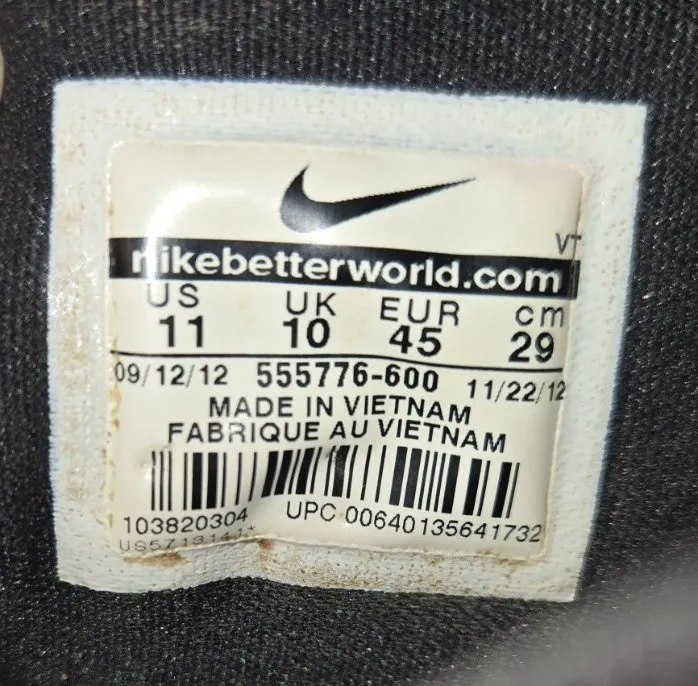 VT
nikebetterworld.com
US UK EUR cm
11 10 45 29
09/12/12 555776-600 11/22/12
MADE IN VIETNAM
FABRIQUE AU VIETNAM
103820304 UPC 00640135641732